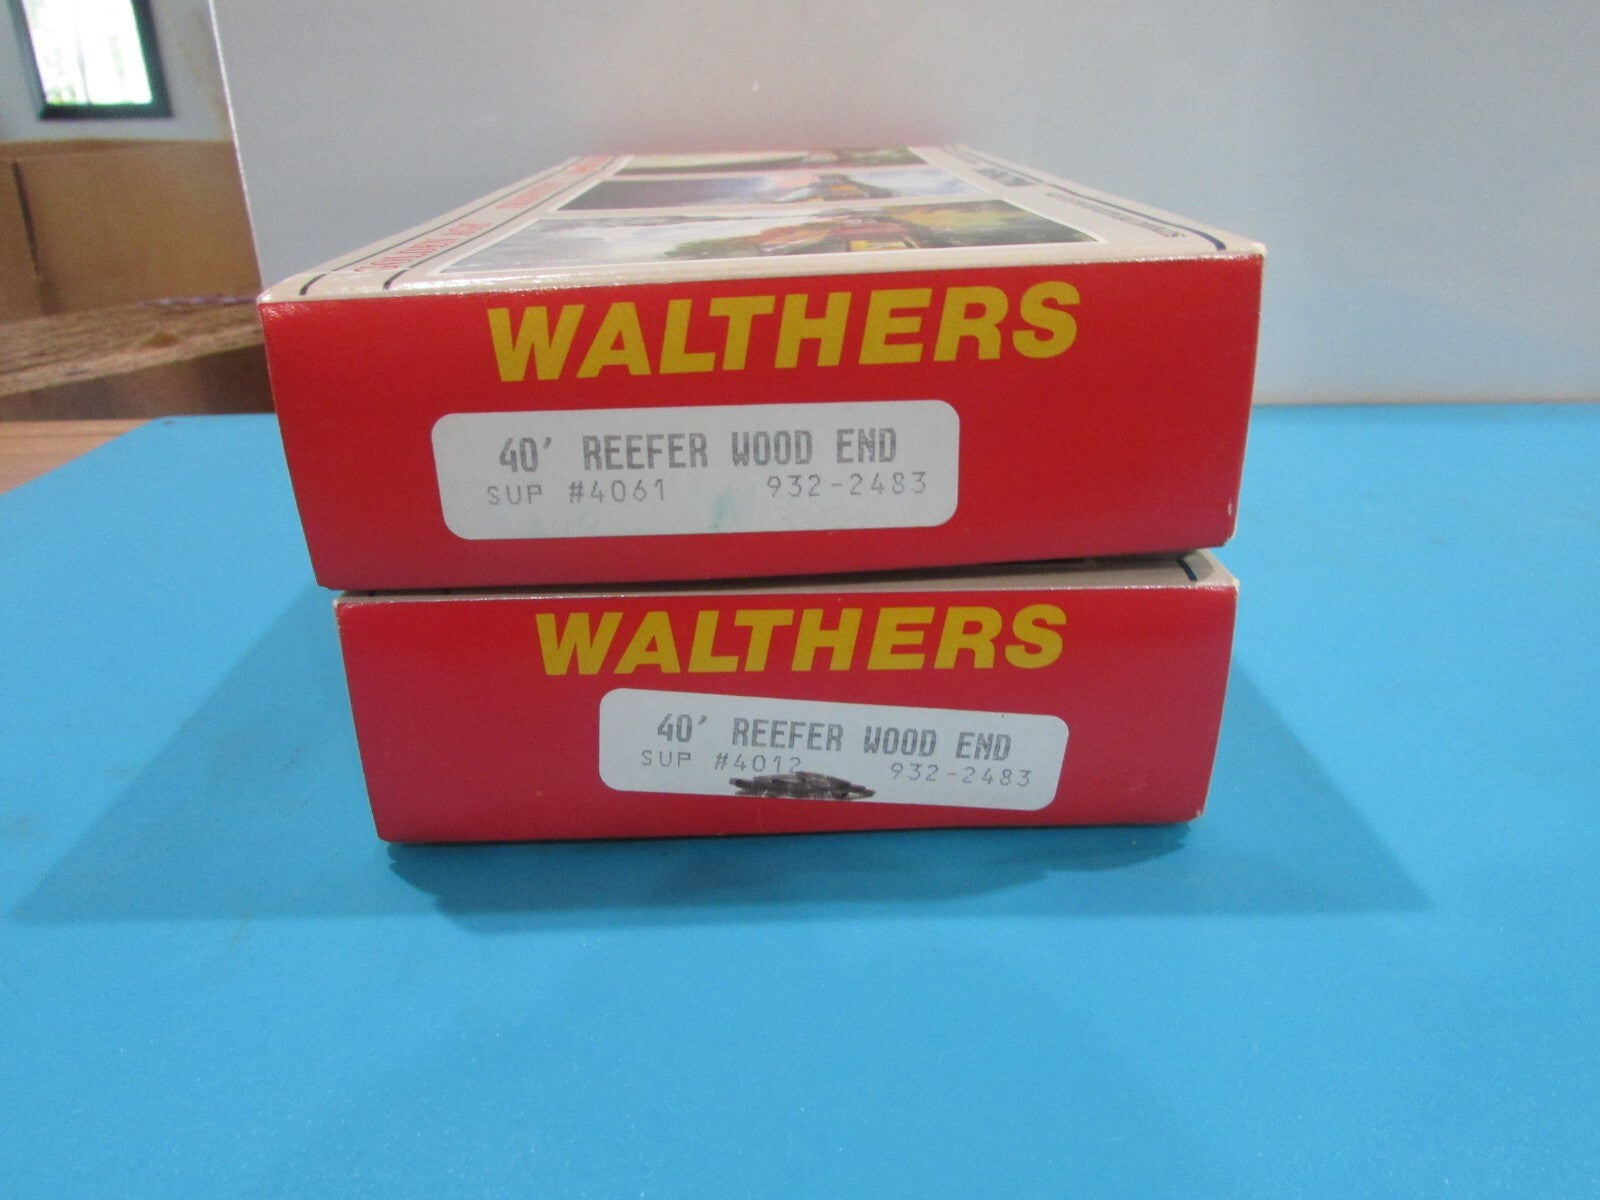 WALTHERS
40' REEFER WOOD END
SUP #4061 932-2483
WALTHERS
40' REEFER WOOD END
SUP #4012 932-2483